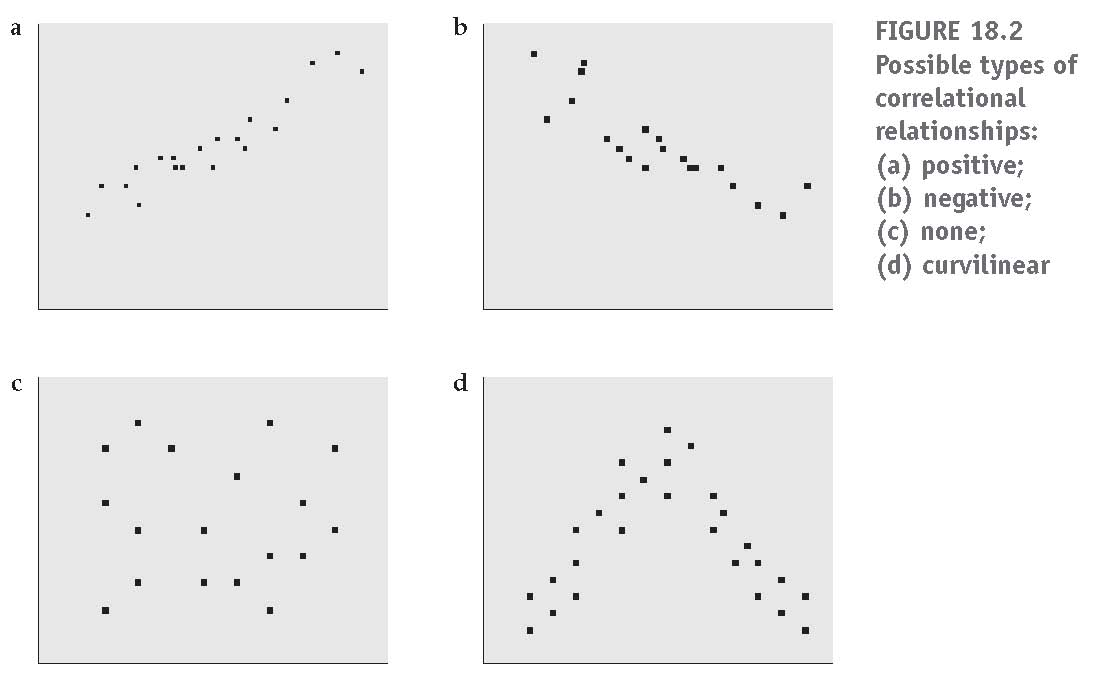 a
b
FIGURE 18.2
Possible types of
correlational
relationships:
(a) positive;
(b) negative;
(c) none;
(d) curvilinear
c
d